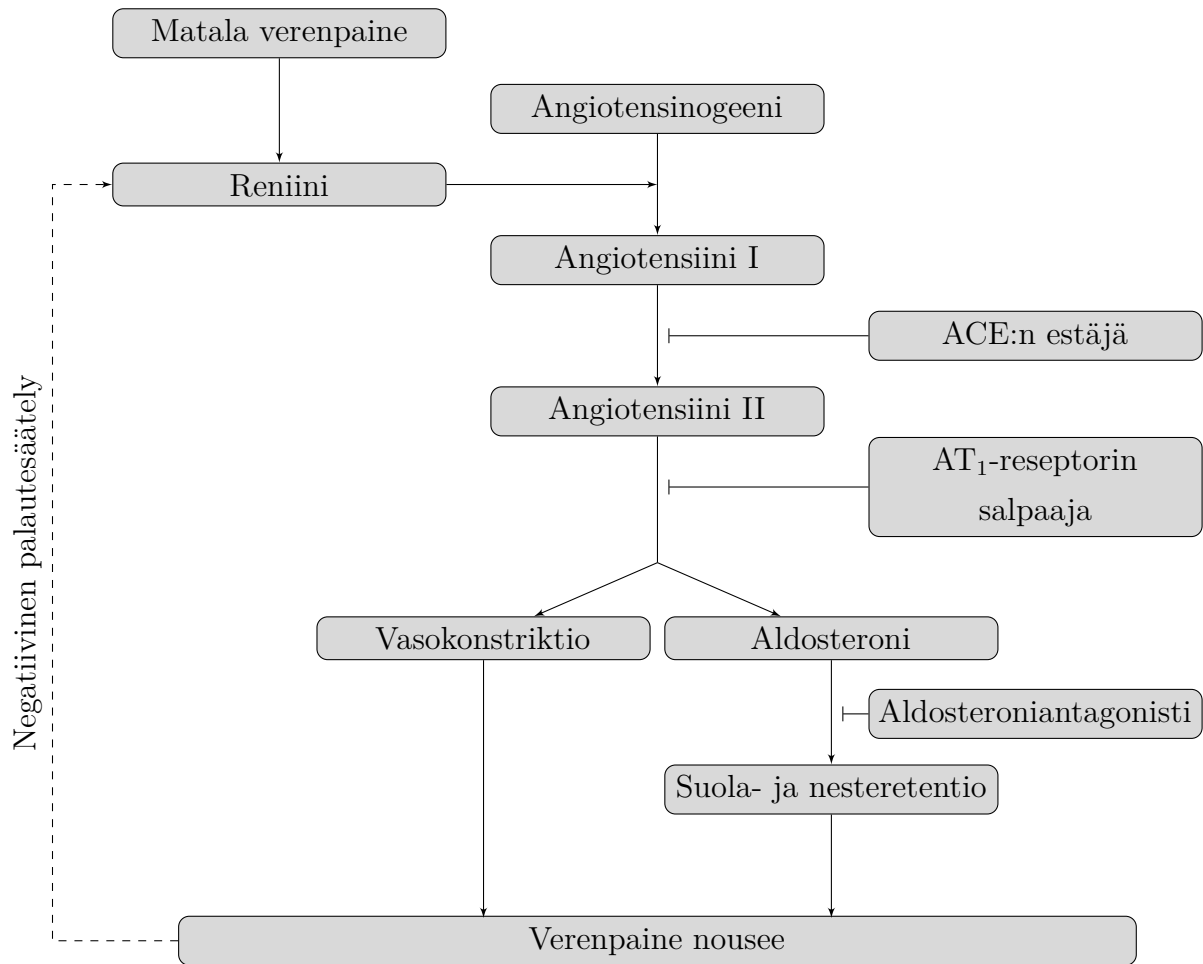 Matala verenpaine
Angiotensinogeeni
Reniini
Angiotensiini I
ACE:n estäjä
Angiotensiini II
AT₁-reseptorin
salpaaja
Vasokonstriktio
Aldosteroni
Aldosteroniantagonisti
Suola- ja nesteretentio
Verenpaine nousee
Negatiivinen palautesäätely